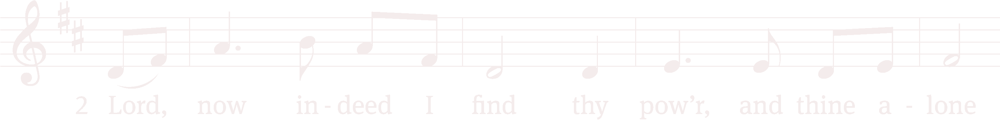 2 Lord, now in - deed I find thy pow’r, and thine a - lone